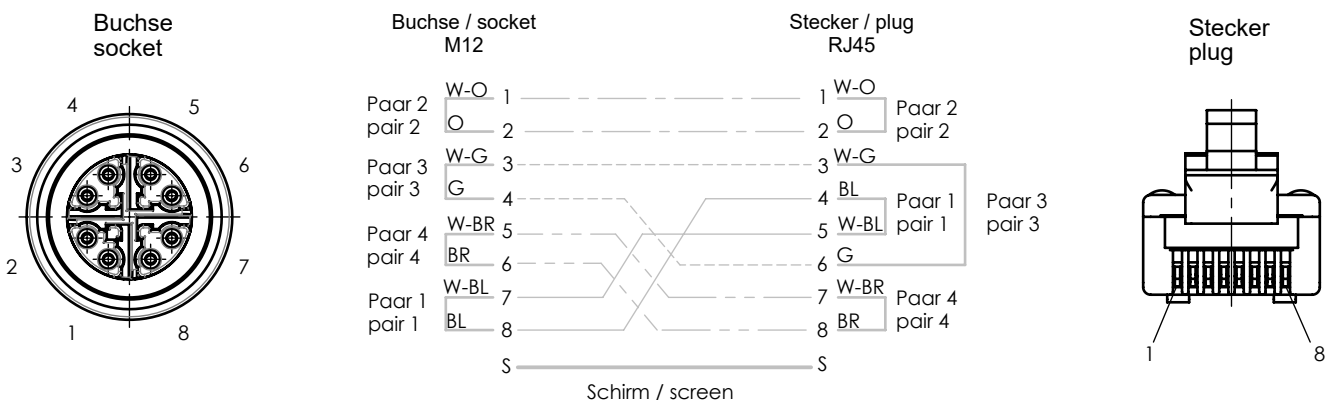 Buchse
socket
4
5
3
6
2
7
1
8
Buchse / socket
M12
Stecker / plug
RJ45
Paar 2
pair 2
W-O 1
O 2
1 W-O
2 O
Paar 2
pair 2
Paar 3
pair 3
W-G 3
G 4
3 W-G
4 BL
5 W-BL
6 G
Paar 1
pair 1
Paar 3
pair 3
Paar 4
pair 4
W-BR 5
BR 6
Paar 1
pair 1
W-BL 7
BL 8
7 W-BR
8 BR
Paar 4
pair 4
S S
Schirm / screen
Stecker
plug
1
8